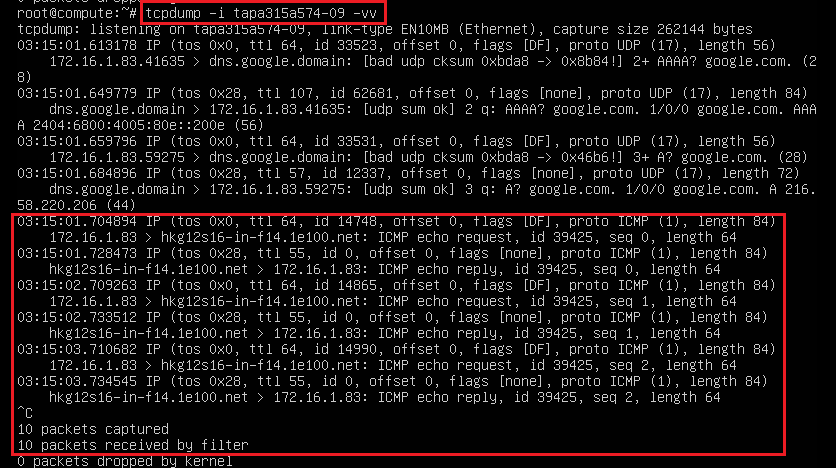 0 packets dropped by kernel
root@compute:~# tcpdump -i tapa315a574-09 -vv
tcpdump: listening on tapa315a574-09, link-type EN10MB (Ethernet), capture size 262144 bytes
03:15:01.613178 IP (tos 0x0, ttl 64, id 33523, offset 0, flags [DF], proto UDP (17), length 56)
    172.16.1.83.41635 > dns.google.domain: [bad udp cksum 0xbda8 -> 0x8b84!] 2+ AAAA? google.com. (2
8)
03:15:01.649779 IP (tos 0x28, ttl 107, id 62681, offset 0, flags [none], proto UDP (17), length 84)
    dns.google.domain > 172.16.1.83.41635: [udp sum ok] 2 q: AAAA? google.com. 1/0/0 google.com. AAA
A 2404:6800:4005:80e::200e (56)
03:15:01.659796 IP (tos 0x0, ttl 64, id 33531, offset 0, flags [DF], proto UDP (17), length 56)
    172.16.1.83.59275 > dns.google.domain: [bad udp cksum 0xbda8 -> 0x46b6!] 3+ A? google.com. (28)
03:15:01.684896 IP (tos 0x28, ttl 57, id 12337, offset 0, flags [none], proto UDP (17), length 72)
    dns.google.domain > 172.16.1.83.59275: [udp sum ok] 3 q: A? google.com. 1/0/0 google.com. A 216.
58.220.206 (44)
03:15:01.704894 IP (tos 0x0, ttl 64, id 14748, offset 0, flags [DF], proto ICMP (1), length 84)
    172.16.1.83 > hkg12s16-in-f14.1e100.net: ICMP echo request, id 39425, seq 0, length 64
03:15:01.728473 IP (tos 0x28, ttl 55, id 0, offset 0, flags [none], proto ICMP (1), length 84)
    hkg12s16-in-f14.1e100.net > 172.16.1.83: ICMP echo reply, id 39425, seq 0, length 64
03:15:02.709263 IP (tos 0x0, ttl 64, id 14865, offset 0, flags [DF], proto ICMP (1), length 84)
    172.16.1.83 > hkg12s16-in-f14.1e100.net: ICMP echo request, id 39425, seq 1, length 64
03:15:02.733512 IP (tos 0x28, ttl 55, id 0, offset 0, flags [none], proto ICMP (1), length 84)
    hkg12s16-in-f14.1e100.net > 172.16.1.83: ICMP echo reply, id 39425, seq 1, length 64
03:15:03.710682 IP (tos 0x0, ttl 64, id 14990, offset 0, flags [DF], proto ICMP (1), length 84)
    172.16.1.83 > hkg12s16-in-f14.1e100.net: ICMP echo request, id 39425, seq 2, length 64
03:15:03.734545 IP (tos 0x28, ttl 55, id 0, offset 0, flags [none], proto ICMP (1), length 84)
    hkg12s16-in-f14.1e100.net > 172.16.1.83: ICMP echo reply, id 39425, seq 2, length 64
^C
10 packets captured
10 packets received by filter
0 packets dropped by kernel